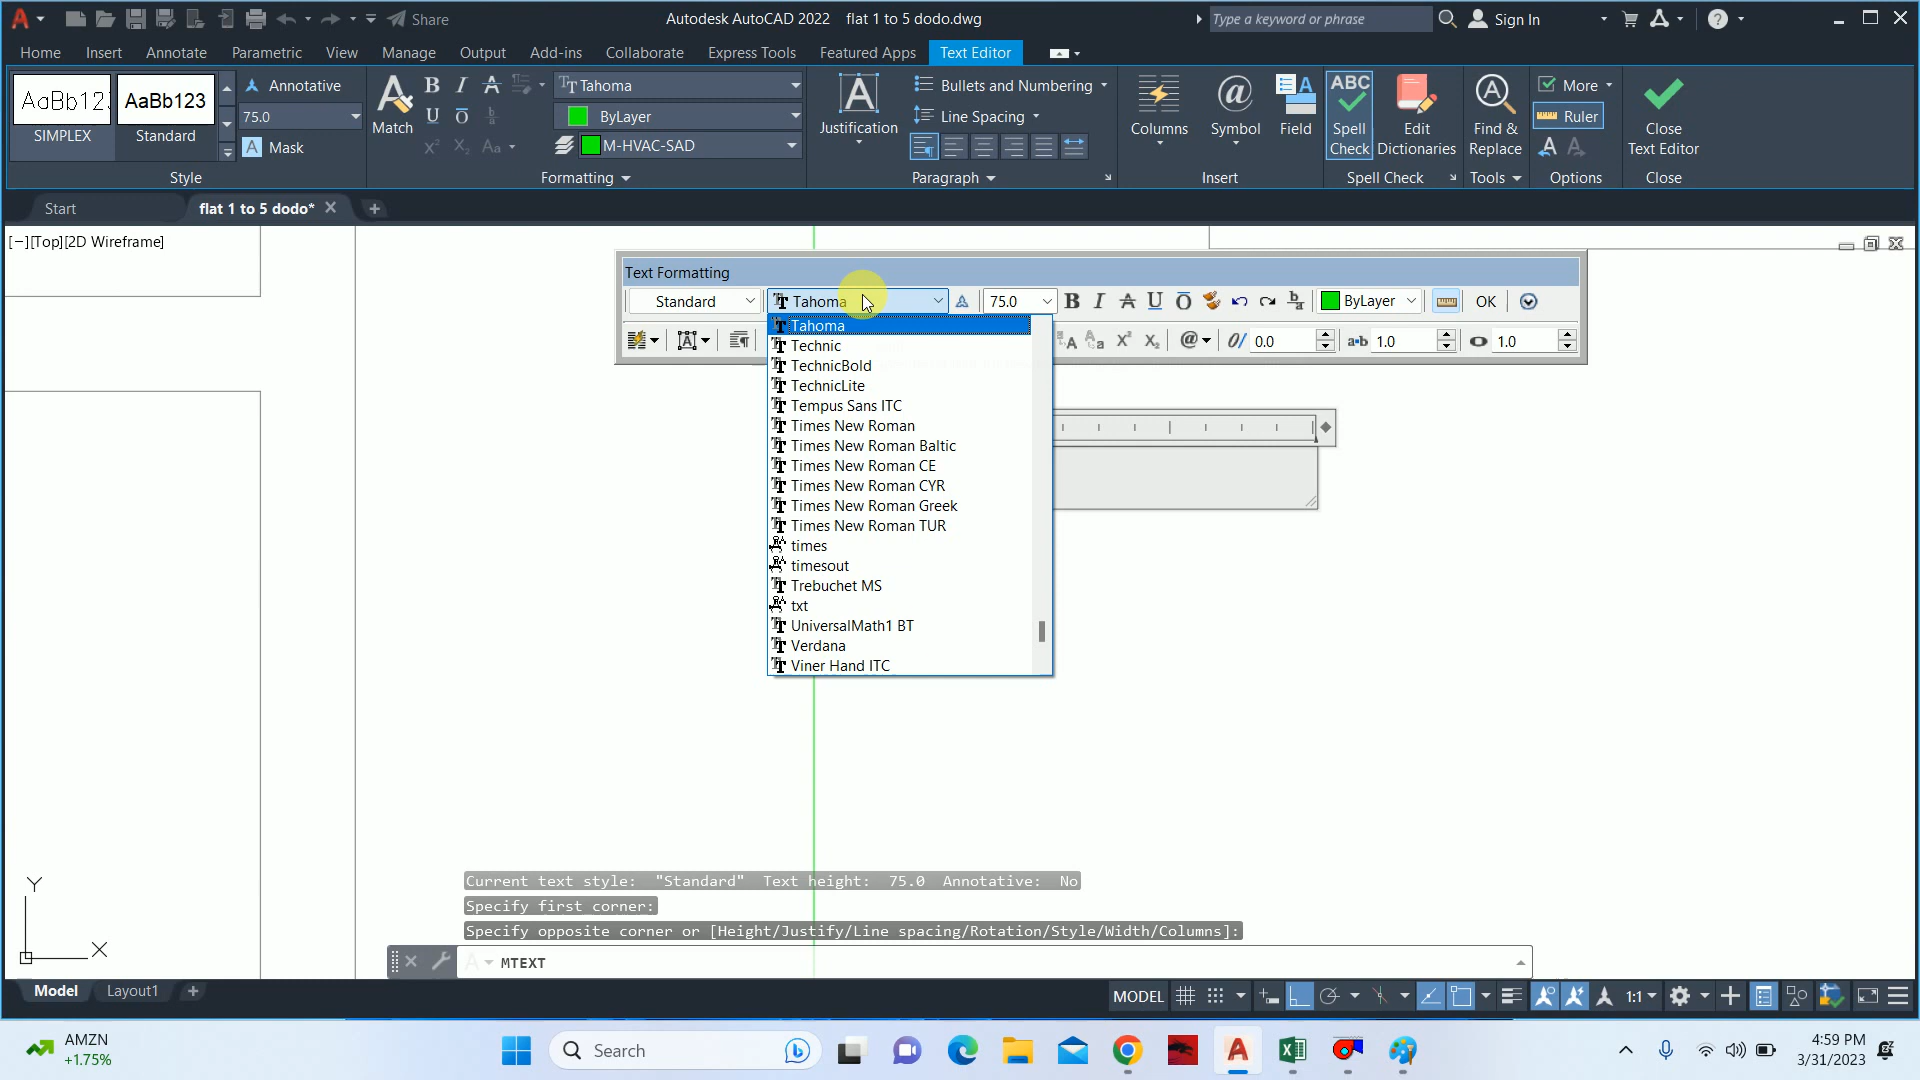 Share
Autodesk AutoCAD 2022 flat 1 to 5 dodo.dwg
Type a keyword or phrase
Sign In
Home Insert Annotate Parametric View Manage Output Add-ins Collaborate Express Tools Featured Apps Text Editor
AaBb123 AaBb123
SIMPLEX Standard
Annotative
75.0
Mask
Style
Match
Tahoma
ByLayer
M-HVAC-SAD
Formatting
Justification
Bullets and Numbering
Line Spacing
Paragraph
Columns
Symbol
Field
Insert
ABC
Spell
Check
Edit
Dictionaries
Spell Check
Find &
Replace
Tools
More
Ruler
Options
Close
Text Editor
Close
Start
flat 1 to 5 dodo*
[−][Top][2D Wireframe]
Text Formatting
Standard Tahoma 75.0 B I A U O ByLayer OK
@ 0/ 0.0 a•b 1.0 1.0
Tahoma
Technic
TechnicBold
TechnicLite
Tempus Sans ITC
Times New Roman
Times New Roman Baltic
Times New Roman CE
Times New Roman CYR
Times New Roman Greek
Times New Roman TUR
times
timesout
Trebuchet MS
txt
UniversalMath1 BT
Verdana
Viner Hand ITC
Y
X
Current text style: "Standard" Text height: 75.0 Annotative: No
Specify first corner:
Specify opposite corner or [Height/Justify/Line spacing/Rotation/Style/Width/Columns]:
MTEXT
Model Layout1
MODEL
1:1
AMZN
+1.75%
Search
4:59 PM
3/31/2023